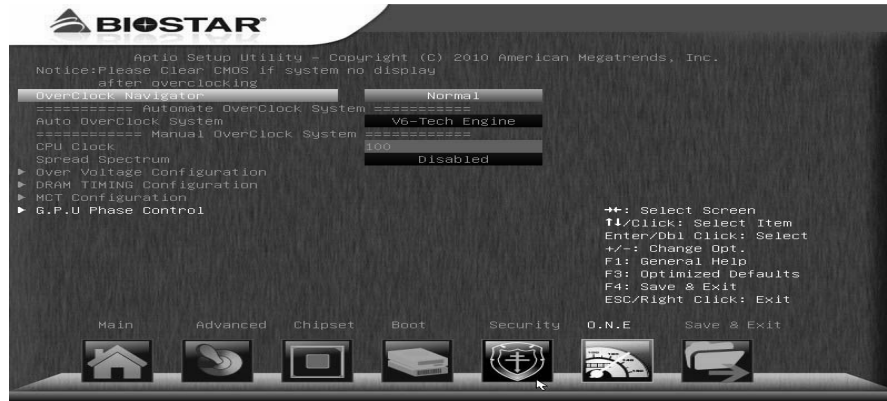 BIOSTAR®
Aptio Setup Utility - Copyright (C) 2010 American Megatrends, Inc.
Notice:Please Clear CMOS if system no display
after overclocking
OverClock Navigator Normal
=========== Automate OverClock System ===========
Auto OverClock System V6-Tech Engine
============ Manual OverClock System ============
CPU Clock 100
Spread Spectrum Disabled
► Over Voltage Configuration
► DRAM TIMING Configuration
► MCT Configuration
► G.P.U Phase Control
→←: Select Screen
↑↓/Click: Select Item
Enter/Dbl Click: Select
+/-: Change Opt.
F1: General Help
F3: Optimized Defaults
F4: Save & Exit
ESC/Right Click: Exit
Main Advanced Chipset Boot Security O.N.E Save & Exit